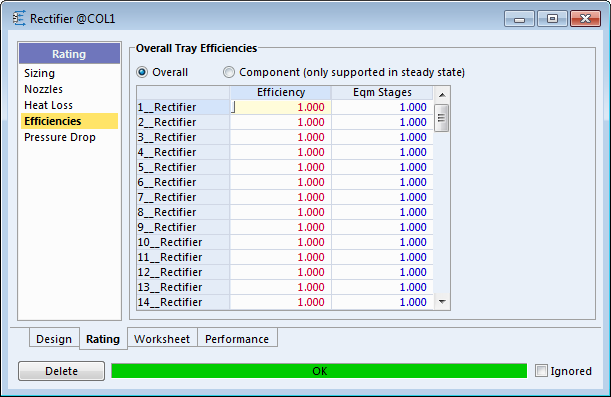 Rectifier @COL1
Rating
Sizing
Nozzles
Heat Loss
Efficiencies
Pressure Drop
Overall Tray Efficiencies
Overall Component (only supported in steady state)
Efficiency Eqm Stages
1__Rectifier 1.000 1.000
2__Rectifier 1.000 1.000
3__Rectifier 1.000 1.000
4__Rectifier 1.000 1.000
5__Rectifier 1.000 1.000
6__Rectifier 1.000 1.000
7__Rectifier 1.000 1.000
8__Rectifier 1.000 1.000
9__Rectifier 1.000 1.000
10__Rectifier 1.000 1.000
11__Rectifier 1.000 1.000
12__Rectifier 1.000 1.000
13__Rectifier 1.000 1.000
14__Rectifier 1.000 1.000
Design Rating Worksheet Performance
Delete OK Ignored